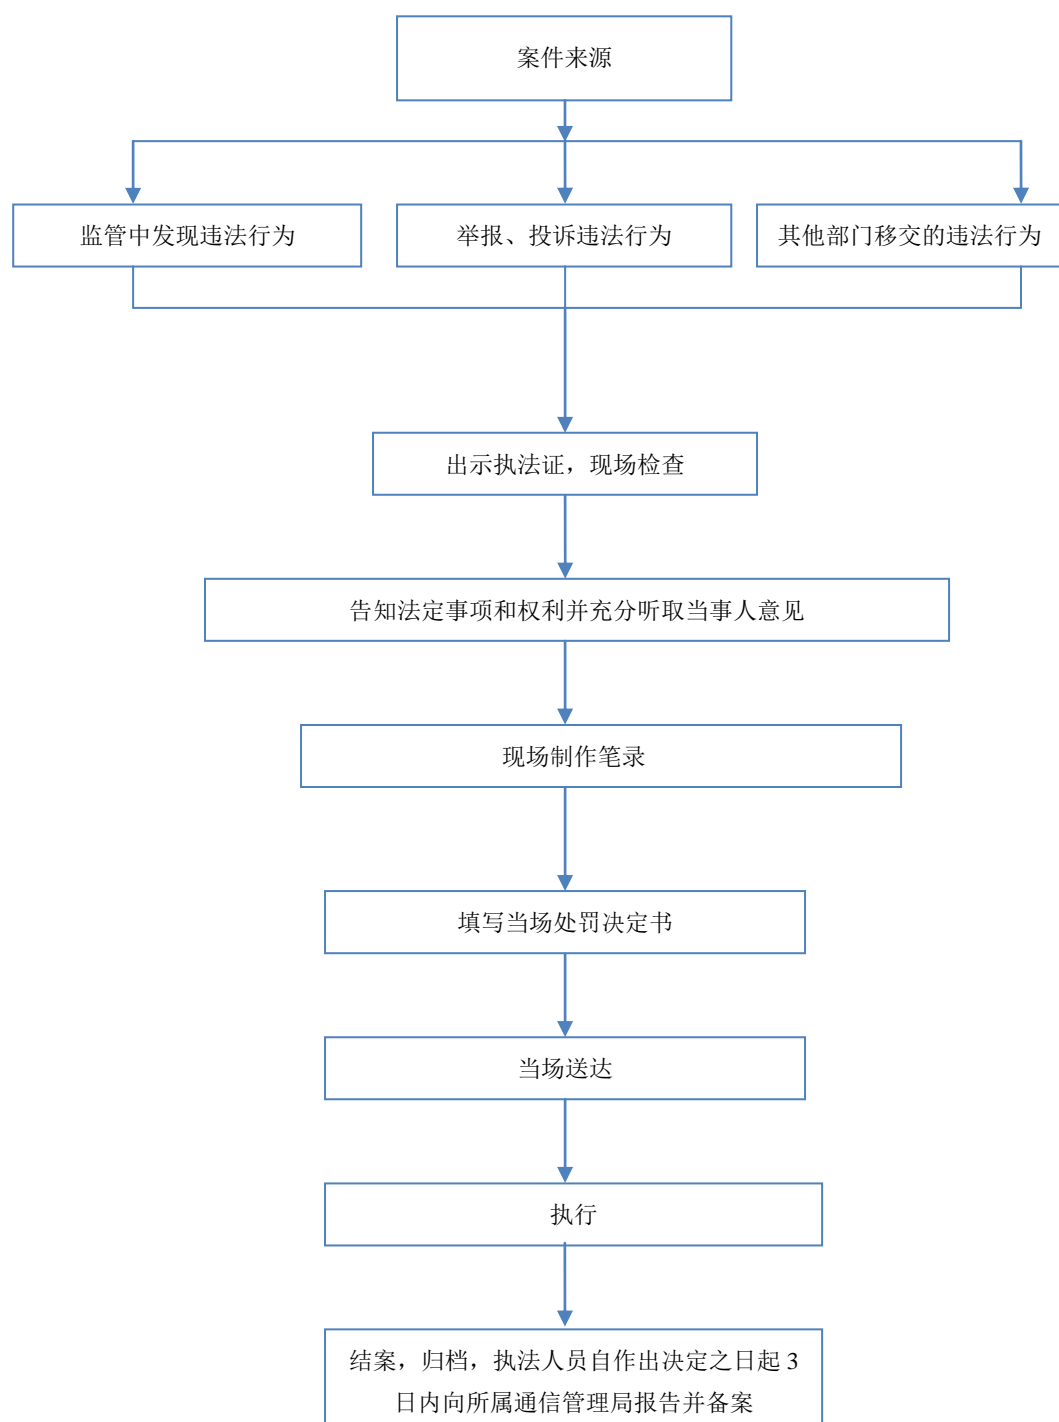 案件来源
监管中发现违法行为
举报、投诉违法行为
其他部门移交的违法行为
出示执法证，现场检查
告知法定事项和权利并充分听取当事人意见
现场制作笔录
填写当场处罚决定书
当场送达
执行
结案，归档，执法人员自作出决定之日起 3
日内向所属通信管理局报告并备案